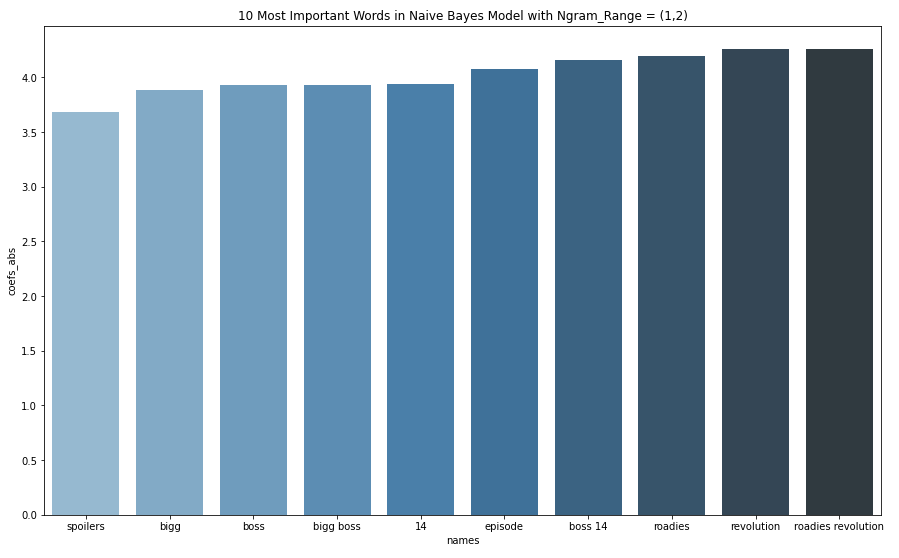 10 Most Important Words in Naive Bayes Model with Ngram_Range = (1,2)
coefs_abs
4.0
3.5
3.0
2.5
2.0
1.5
1.0
0.5
0.0
spoilers bigg boss bigg boss 14 episode boss 14 roadies revolution roadies revolution
names